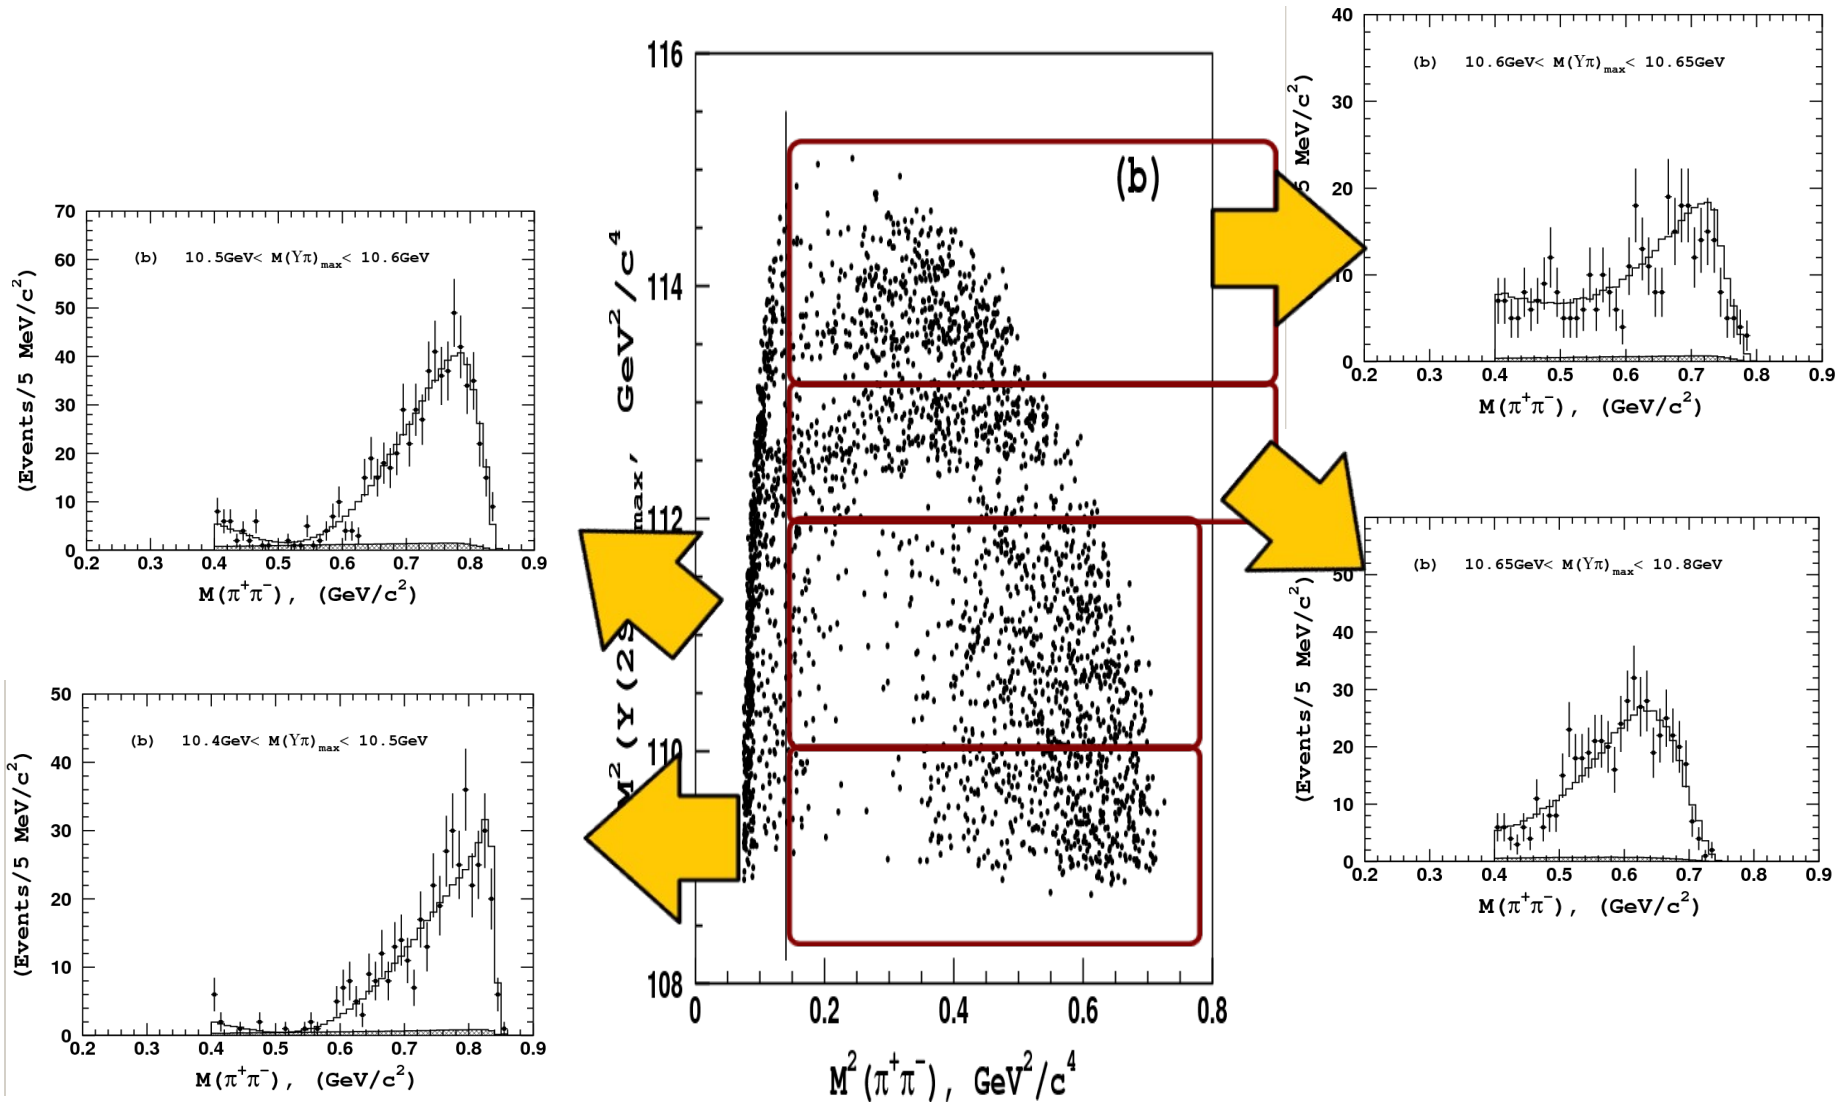 70
60
50
40
30
20
10
0
0.2 0.3 0.4 0.5 0.6 0.7 0.8 0.9
(b) 10.5GeV< M(Υπ)max< 10.6GeV
(Events/5 MeV/c²)
M(π⁺π⁻), (GeV/c²)
50
40
30
20
10
0
0.2 0.3 0.4 0.5 0.6 0.7 0.8 0.9
(b) 10.4GeV< M(Υπ)max< 10.5GeV
(Events/5 MeV/c²)
M(π⁺π⁻), (GeV/c²)
116
114
112
110
108
0 0.2 0.4 0.6 0.8
(b)
GeV²/c⁴
max,
M²(Υ(2S
M²(π⁺π⁻), GeV²/c⁴
40
30
20
10
0
0.2 0.3 0.4 0.5 0.6 0.7 0.8 0.9
(b) 10.6GeV< M(Υπ)max< 10.65GeV
5 MeV/c²)
M(π⁺π⁻), (GeV/c²)
50
40
30
20
10
0
0.2 0.3 0.4 0.5 0.6 0.7 0.8 0.9
(b) 10.65GeV< M(Υπ)max< 10.8GeV
(Events/5 MeV/c²)
M(π⁺π⁻), (GeV/c²)